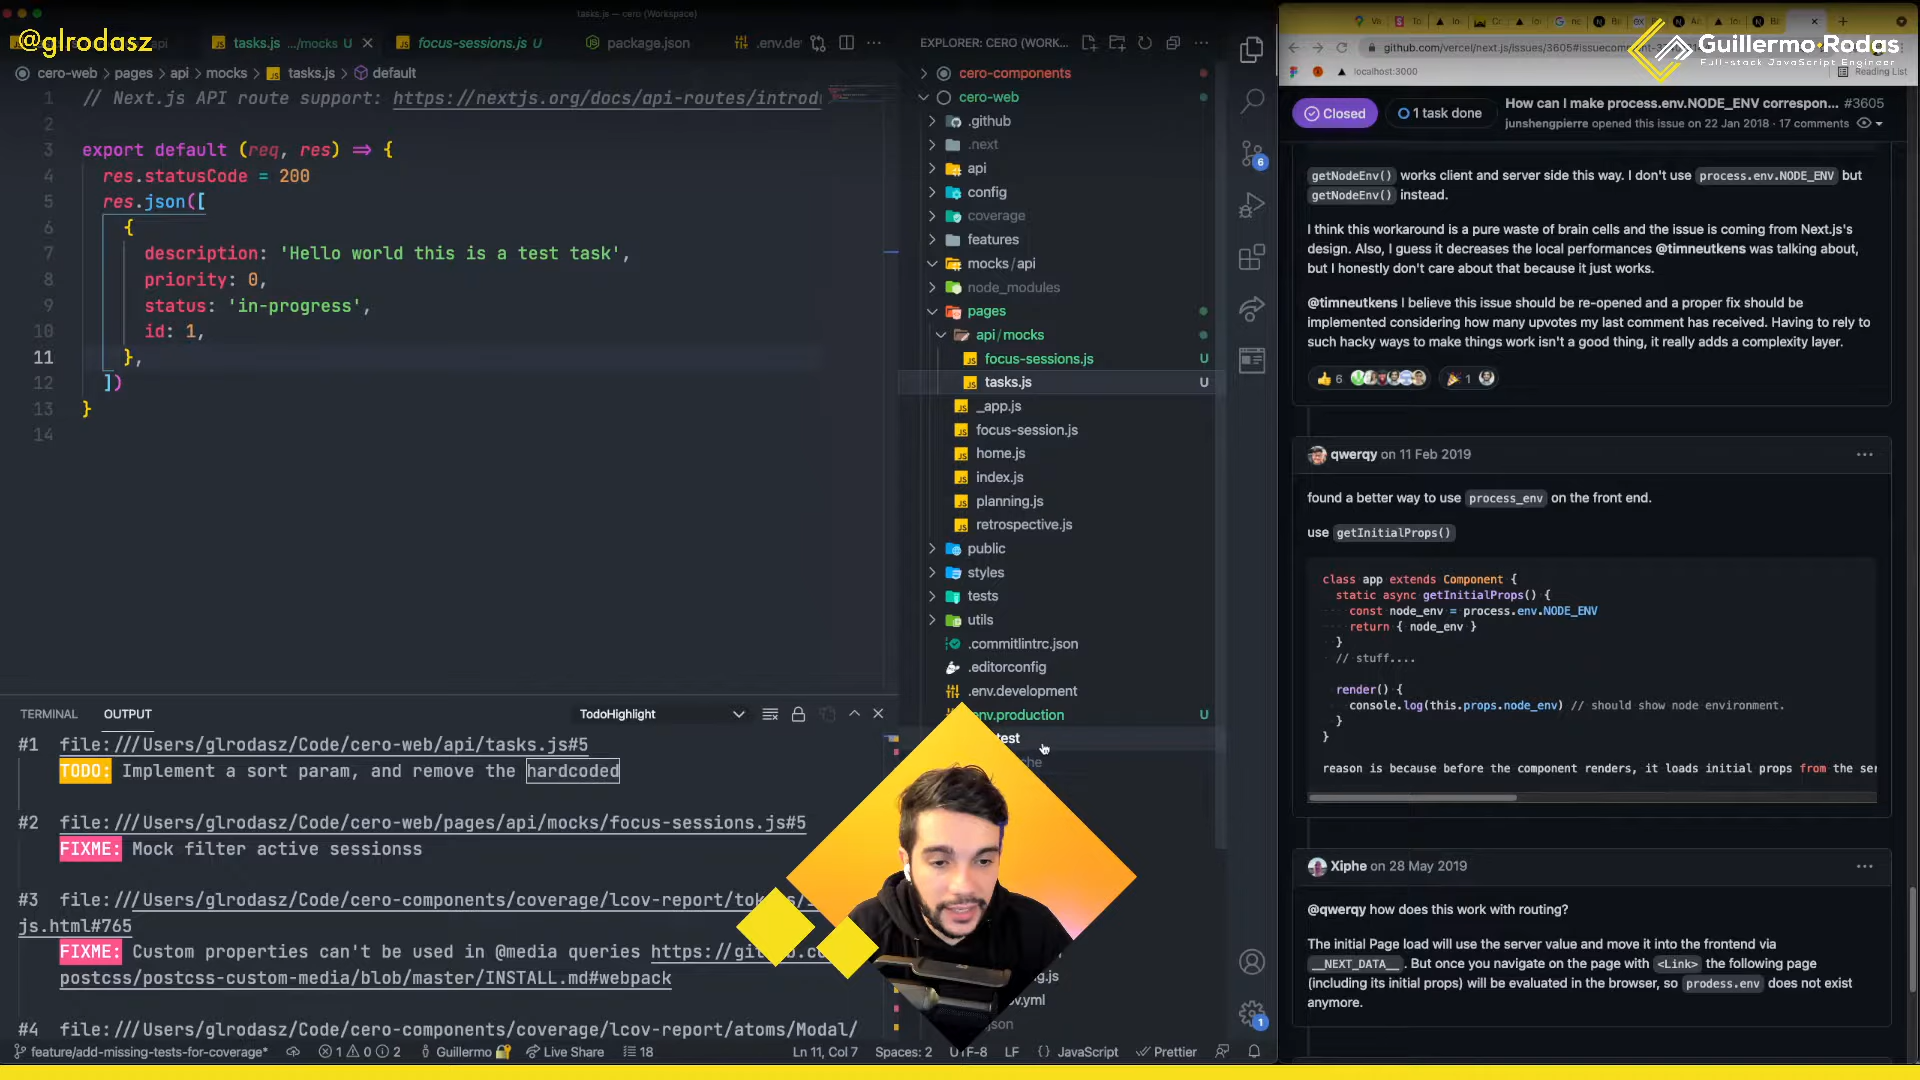 tasks.js — cero (Workspace)
@glrodasz
tasks.js .../mocks U
focus-sessions.js U
package.json
.env.de
cero-web > pages > api > mocks > tasks.js > default
1 // Next.js API route support: https://nextjs.org/docs/api-routes/introd
2
3 export default (req, res) => {
4 res.statusCode = 200
5 res.json([
6 {
7 description: 'Hello world this is a test task',
8 priority: 0,
9 status: 'in-progress',
10 id: 1,
11 },
12 ])
13 }
14
EXPLORER: CERO (WORK...
cero-components
cero-web
.github
.next
api
config
coverage
features
mocks/api
node_modules
pages
api/mocks
focus-sessions.js U
tasks.js U
_app.js
focus-session.js
home.js
index.js
planning.js
retrospective.js
public
styles
tests
utils
.commitlintrc.json
.editorconfig
.env.development
env.production U
test
6
1
TERMINAL OUTPUT TodoHighlight
#1 file:///Users/glrodasz/Code/cero-web/api/tasks.js#5
TODO: Implement a sort param, and remove the hardcoded
#2 file:///Users/glrodasz/Code/cero-web/pages/api/mocks/focus-sessions.js#5
FIXME: Mock filter active sessionss
#3 file:///Users/glrodasz/Code/cero-components/coverage/lcov-report/tok
js.html#765
FIXME: Custom properties can't be used in @media queries https://git
postcss/postcss-custom-media/blob/master/INSTALL.md#webpack
#4 file:///Users/glrodasz/Code/cero-components/coverage/lcov-report/atoms/Modal/
feature/add-missing-tests-for-coverage* 1 0 2 Guillermo Live Share 18 Ln 11, Col 7 Spaces: 2 UTF-8 LF {} JavaScript Prettier
github.com/vercel/next.js/issues/3605#issuecomment-3
localhost:3000
Reading List
Guillermo Rodas
Full-stack JavaScript Engineer
Closed
1 task done
How can I make process.env.NODE_ENV correspon... #3605
junshengpierre opened this issue on 22 Jan 2018 · 17 comments
getNodeEnv() works client and server side this way. I don't use process.env.NODE_ENV but
getNodeEnv() instead.
I think this workaround is a pure waste of brain cells and the issue is coming from Next.js's
design. Also, I guess it decreases the local performances @timneutkens was talking about,
but I honestly don't care about that because it just works.
@timneutkens I believe this issue should be re-opened and a proper fix should be
implemented considering how many upvotes my last comment has received. Having to rely to
such hacky ways to make things work isn't a good thing, it really adds a complexity layer.
6
1
qwerqy on 11 Feb 2019
found a better way to use process_env on the front end.
use getInitialProps()
class app extends Component {
static async getInitialProps() {
const node_env = process.env.NODE_ENV
return { node_env }
}
// stuff....
render() {
console.log(this.props.node_env) // should show node environment.
}
}
reason is because before the component renders, it loads initial props from the ser
Xiphe on 28 May 2019
@qwerqy how does this work with routing?
The initial Page load will use the server value and move it into the frontend via
__NEXT_DATA__. But once you navigate on the page with <Link> the following page
(including its initial props) will be evaluated in the browser, so prodess.env does not exist
anymore.